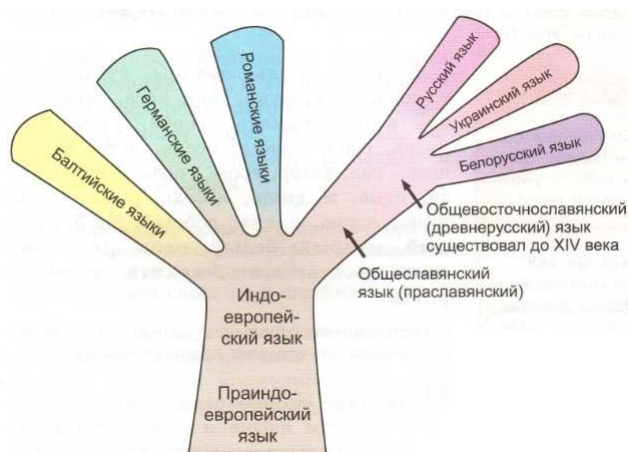 Балтийские языки
Германские языки
Романские языки
Русский язык
Украинский язык
Белорусский язык
Общевосточнославянский
(древнерусский) язык
существовал до XIV века
Общеславянский
язык (праславянский)
Индо-
европей-
ский язык
Праиндо-
европейский
язык